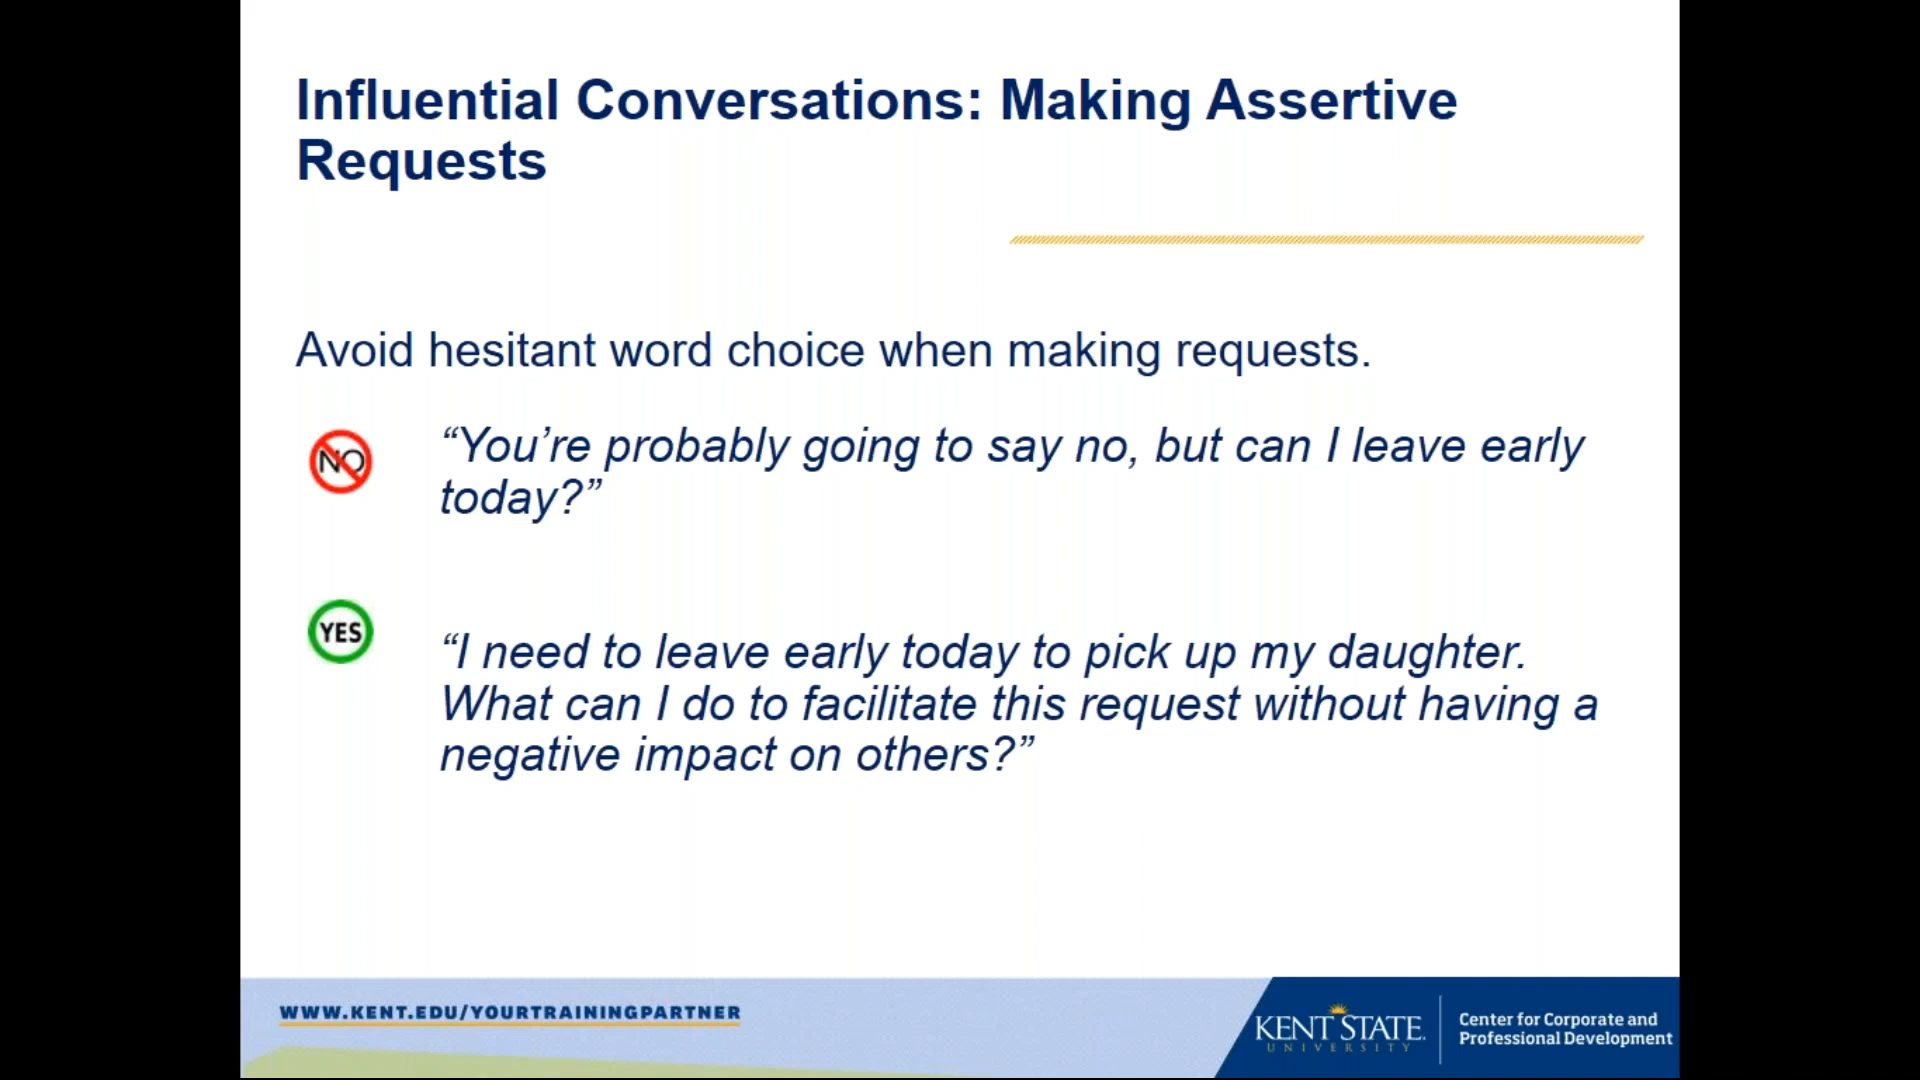 Influential Conversations: Making Assertive
Requests
Avoid hesitant word choice when making requests.
NO
“You’re probably going to say no, but can I leave early
today?”
YES
“I need to leave early today to pick up my daughter.
What can I do to facilitate this request without having a
negative impact on others?”
WWW.KENT.EDU/YOURTRAININGPARTNER
KENT STATE
UNIVERSITY
Center for Corporate and
Professional Development